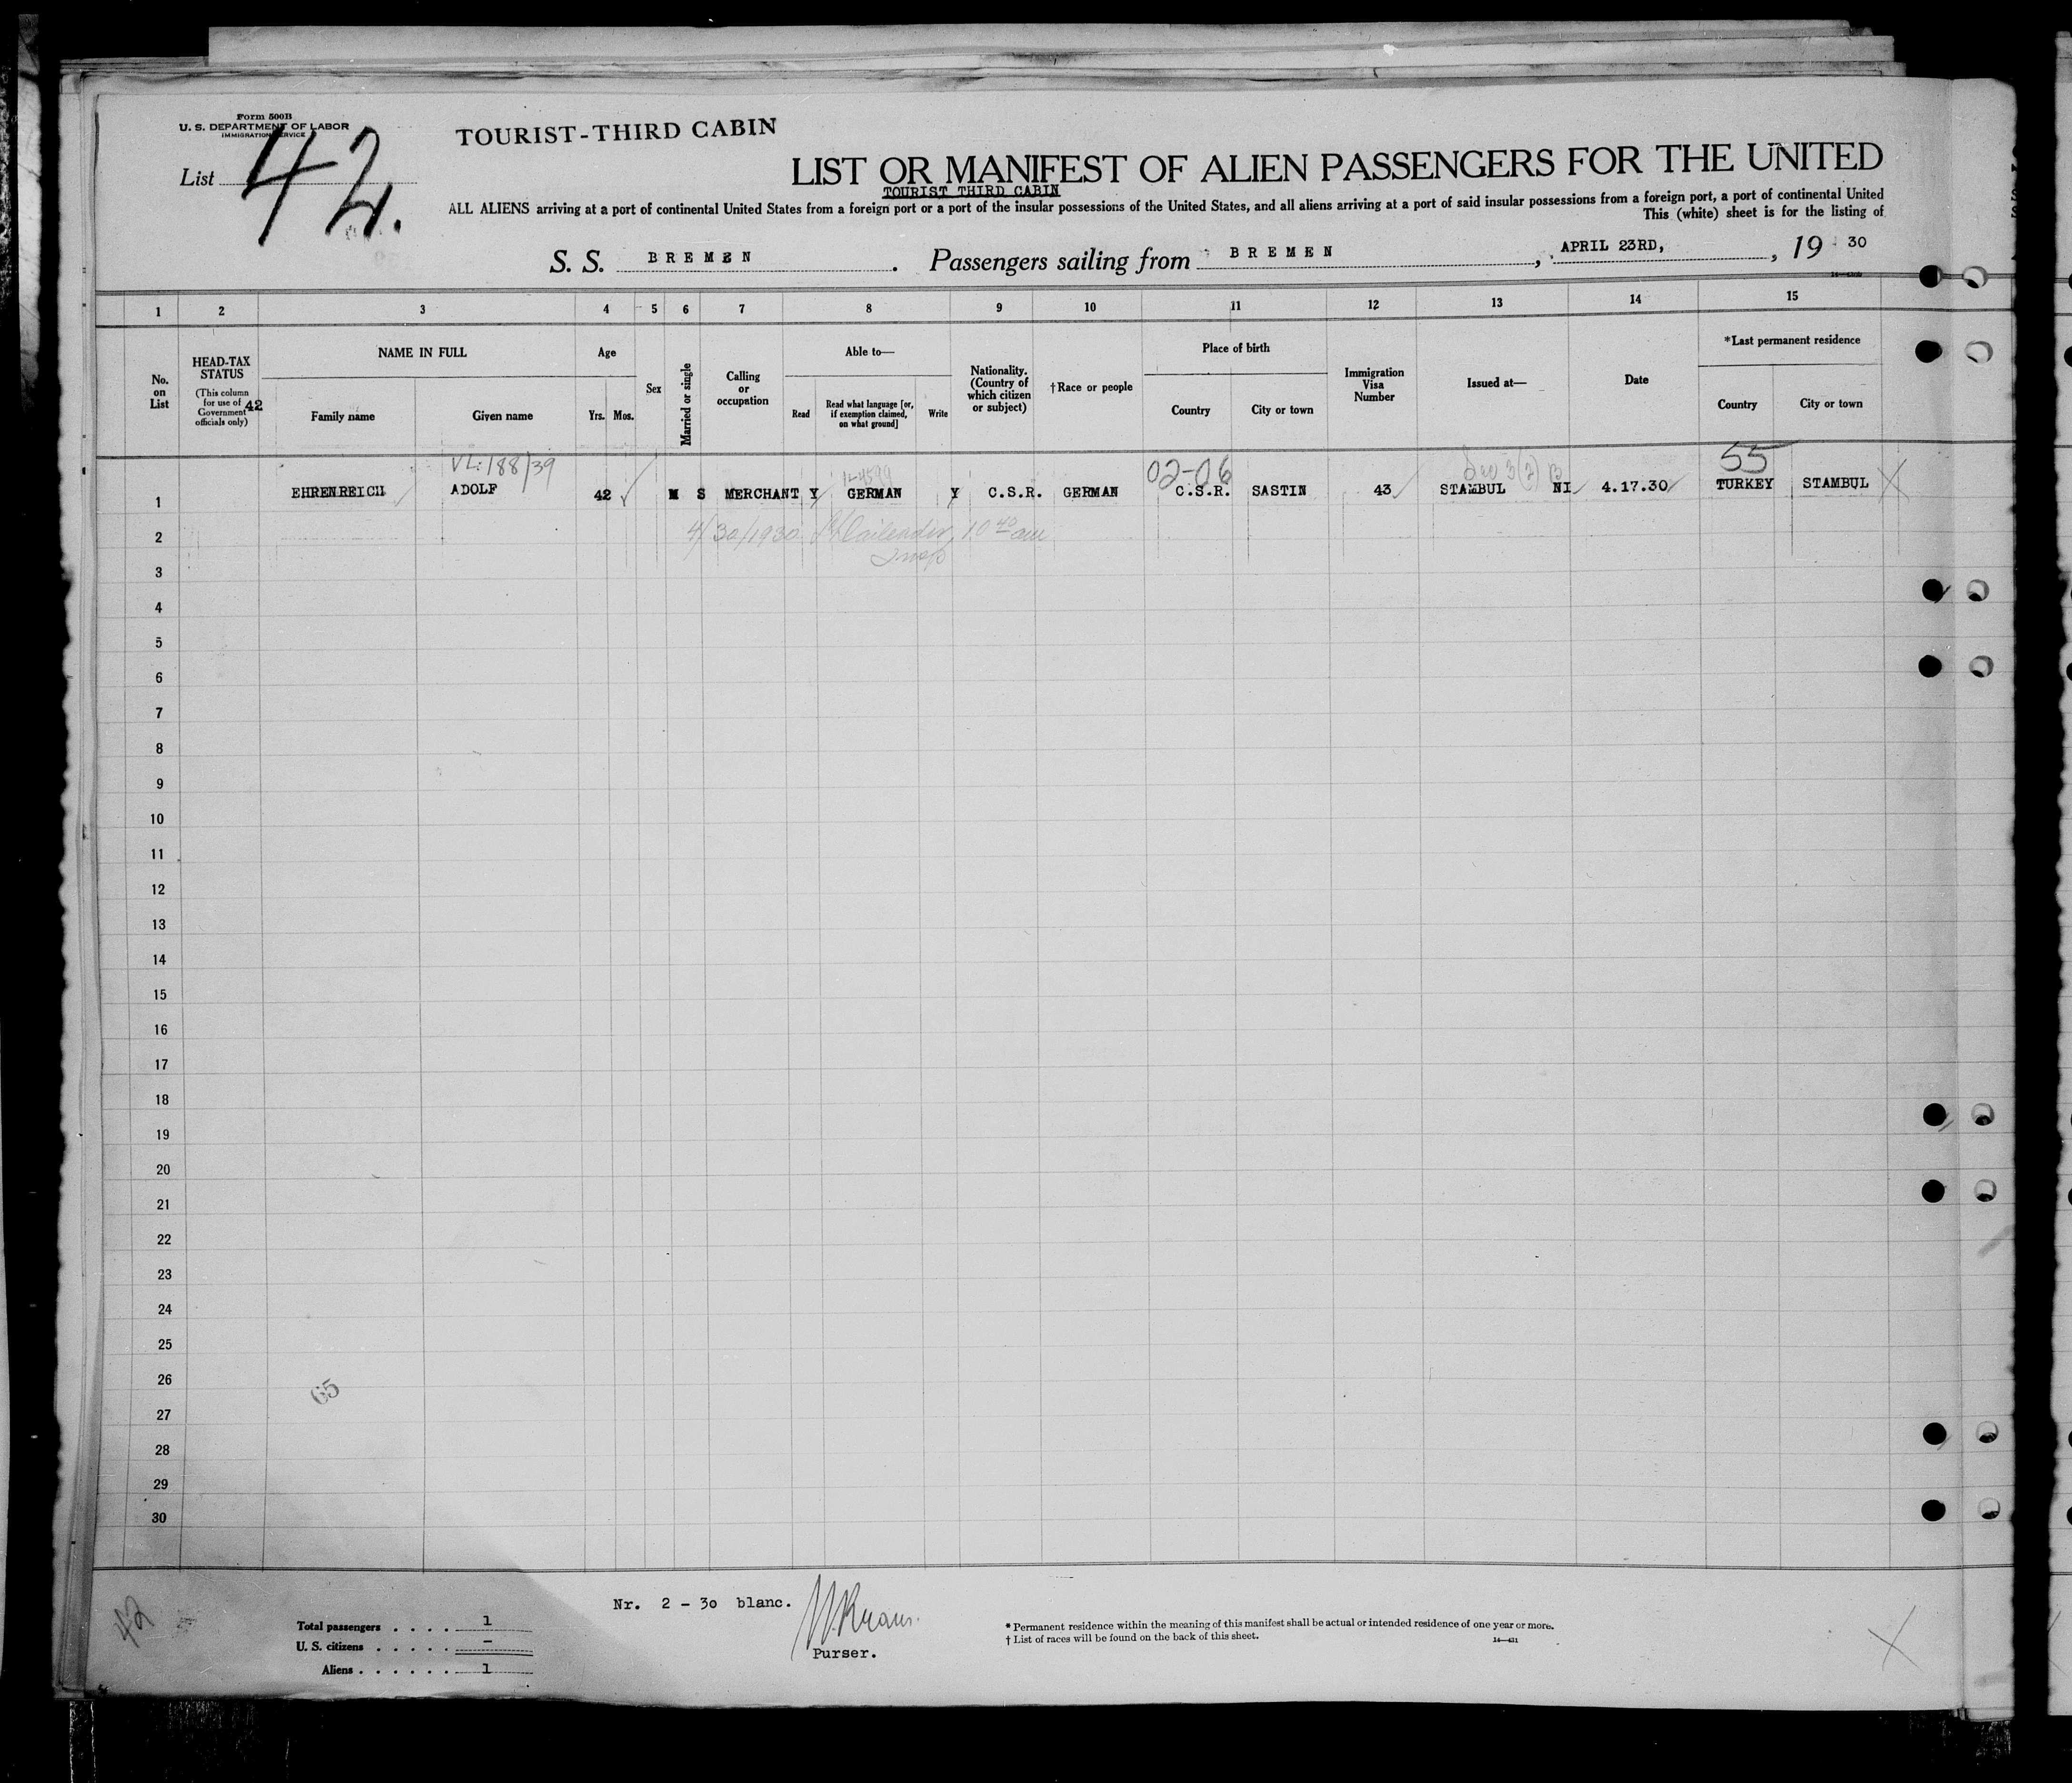 Form 500B
U. S. DEPARTMENT OF LABOR
IMMIGRATION SERVICE
List 42.
TOURIST-THIRD CABIN
LIST OR MANIFEST OF ALIEN PASSENGERS FOR THE UNITED
TOURIST THIRD CABIN
ALL ALIENS arriving at a port of continental United States from a foreign port or a port of the insular possessions of the United States, and all aliens arriving at a port of said insular possessions from a foreign port, a port of continental United
This (white) sheet is for the listing of
S. S. BREMEN. Passengers sailing from BREMEN, APRIL 23RD, , 19 30
1 2 3 4 5 6 7 8 9 10 11 12 13 14 15
No. on List
HEAD-TAX STATUS
(This column for use of Government officials only)
42
NAME IN FULL
Family name
Given name
Age
Yrs. Mos.
Sex
Married or single
Calling or occupation
Able to—
Read
Read what language [or, if exemption claimed, on what ground]
Write
Nationality. (Country of which citizen or subject)
†Race or people
Place of birth
Country
City or town
Immigration Visa Number
Issued at—
Date
*Last permanent residence
Country
City or town
VL:188/39
02-06
55
1 EHRENREICH ADOLF 42 M S MERCHANT Y GERMAN Y C.S.R. GERMAN C.S.R. SASTIN 43 STAMBUL NI 4.17.30 TURKEY STAMBUL X
4/30/1930 10 40 am
Insp
2
3
4
5
6
7
8
9
10
11
12
13
14
15
16
17
18
19
20
21
22
23
24
25
26
27
28
29
30
65
42
Nr. 2 - 30 blanc.
Purser.
Total passengers . . . . 1
U. S. citizens . . . . . -
Aliens . . . . . . 1
* Permanent residence within the meaning of this manifest shall be actual or intended residence of one year or more.
† List of races will be found on the back of this sheet.
14—431
X